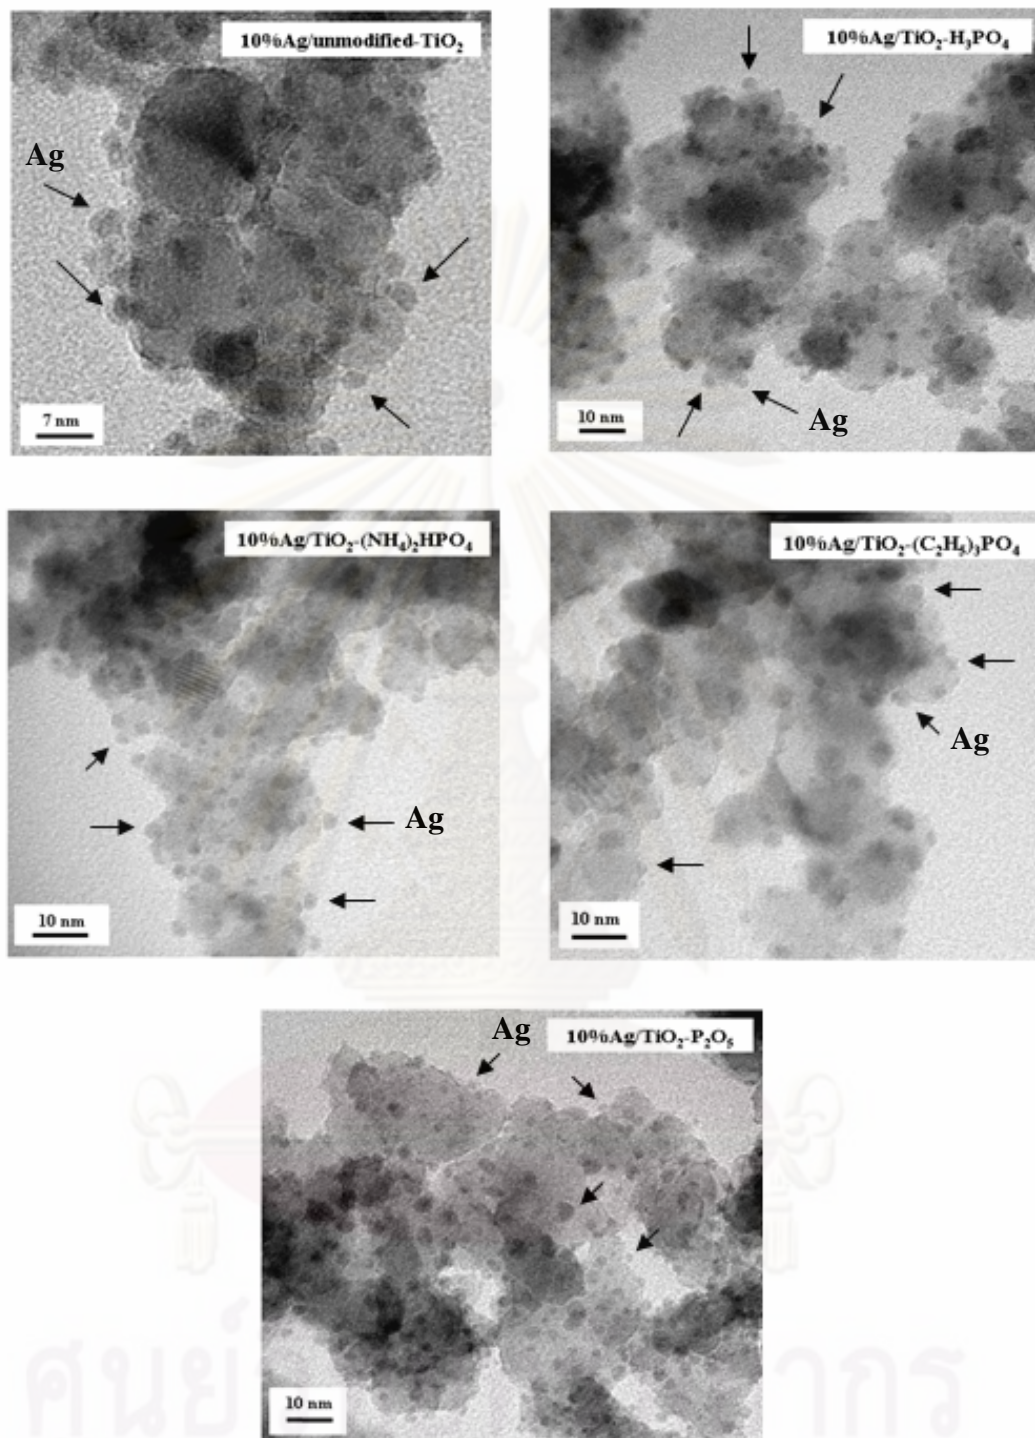 10%Ag/unmodified-TiO₂
Ag
7 nm
10%Ag/TiO₂-H₃PO₄
Ag
10 nm
10%Ag/TiO₂-(NH₄)₂HPO₄
Ag
10 nm
10%Ag/TiO₂-(C₂H₅)₃PO₄
Ag
10 nm
Ag
10%Ag/TiO₂-P₂O₅
10 nm